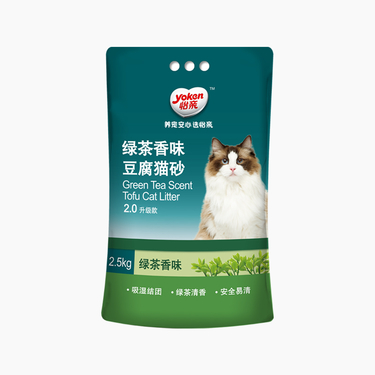 Yoken
怡亲
TM
养宠安心选怡亲
绿茶香味
豆腐猫砂
Green Tea Scent
Tofu Cat Litter
2.0 升级款
2.5kg 绿茶香味
• 吸湿结团 • 绿茶清香 • 安全易清